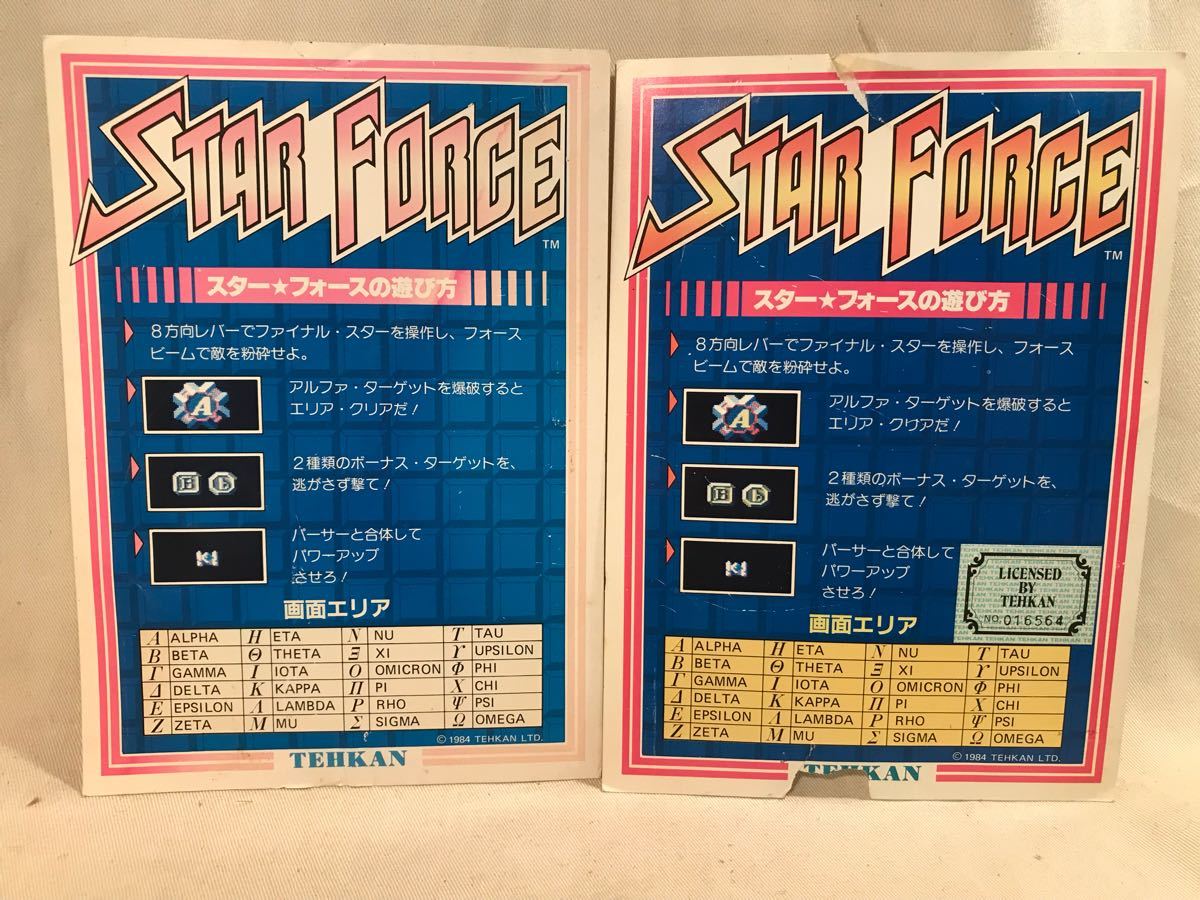 STAR FORCE
TM
スター★フォースの遊び方
8方向レバーでファイナル・スターを操作し、フォース
ビームで敵を粉砕せよ。
A
アルファ・ターゲットを爆破すると
エリア・クリアだ!
B b
2種類のボーナス・ターゲットを、
逃がさず撃て!
パーサーと合体して
パワーアップ
させろ!
画面エリア
Α ALPHA Η ETA Ν NU Τ TAU
Β BETA Θ THETA Ξ XI Υ UPSILON
Γ GAMMA Ι IOTA Ο OMICRON Φ PHI
Δ DELTA Κ KAPPA Π PI Χ CHI
Ε EPSILON Λ LAMBDA Ρ RHO Ψ PSI
Ζ ZETA Μ MU Σ SIGMA Ω OMEGA
© 1984 TEHKAN LTD.
TEHKAN
STAR FORCE
TM
スター★フォースの遊び方
8方向レバーでファイナル・スターを操作し、フォース
ビームで敵を粉砕せよ。
A
アルファ・ターゲットを爆破すると
エリア・クリアだ!
B b
2種類のボーナス・ターゲットを、
逃がさず撃て!
パーサーと合体して
パワーアップ
させろ!
LICENSED
BY
TEHKAN
NO.016564
画面エリア
Α ALPHA Η ETA Ν NU Τ TAU
Β BETA Θ THETA Ξ XI Υ UPSILON
Γ GAMMA Ι IOTA Ο OMICRON Φ PHI
Δ DELTA Κ KAPPA Π PI Χ CHI
Ε EPSILON Λ LAMBDA Ρ RHO Ψ PSI
Ζ ZETA Μ MU Σ SIGMA Ω OMEGA
© 1984 TEHKAN LTD.
TEHKAN